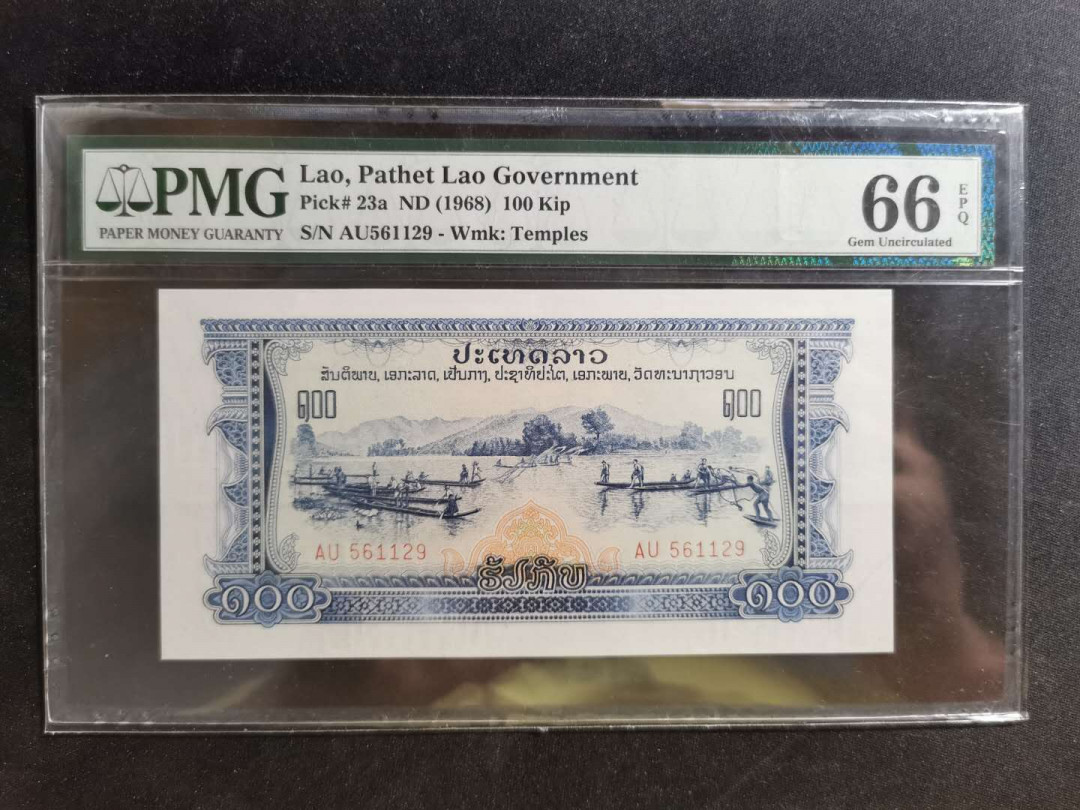 PMG
PAPER MONEY GUARANTY
Lao, Pathet Lao Government
Pick# 23a ND (1968) 100 Kip
S/N AU561129 - Wmk: Temples
66
EPQ
Gem Uncirculated
ປະເທດລາວ
ສັນຕິພາບ, ເອກະລາດ, ເປັນກາງ, ປະຊາທິປະໄຕ, ເອກະພາບ, ວັດທະນາຖາວອນ
໑໐໐ ໑໐໐
AU 561129 AU 561129
ຮ້ອຍກີບ
໑໐໐ ໑໐໐